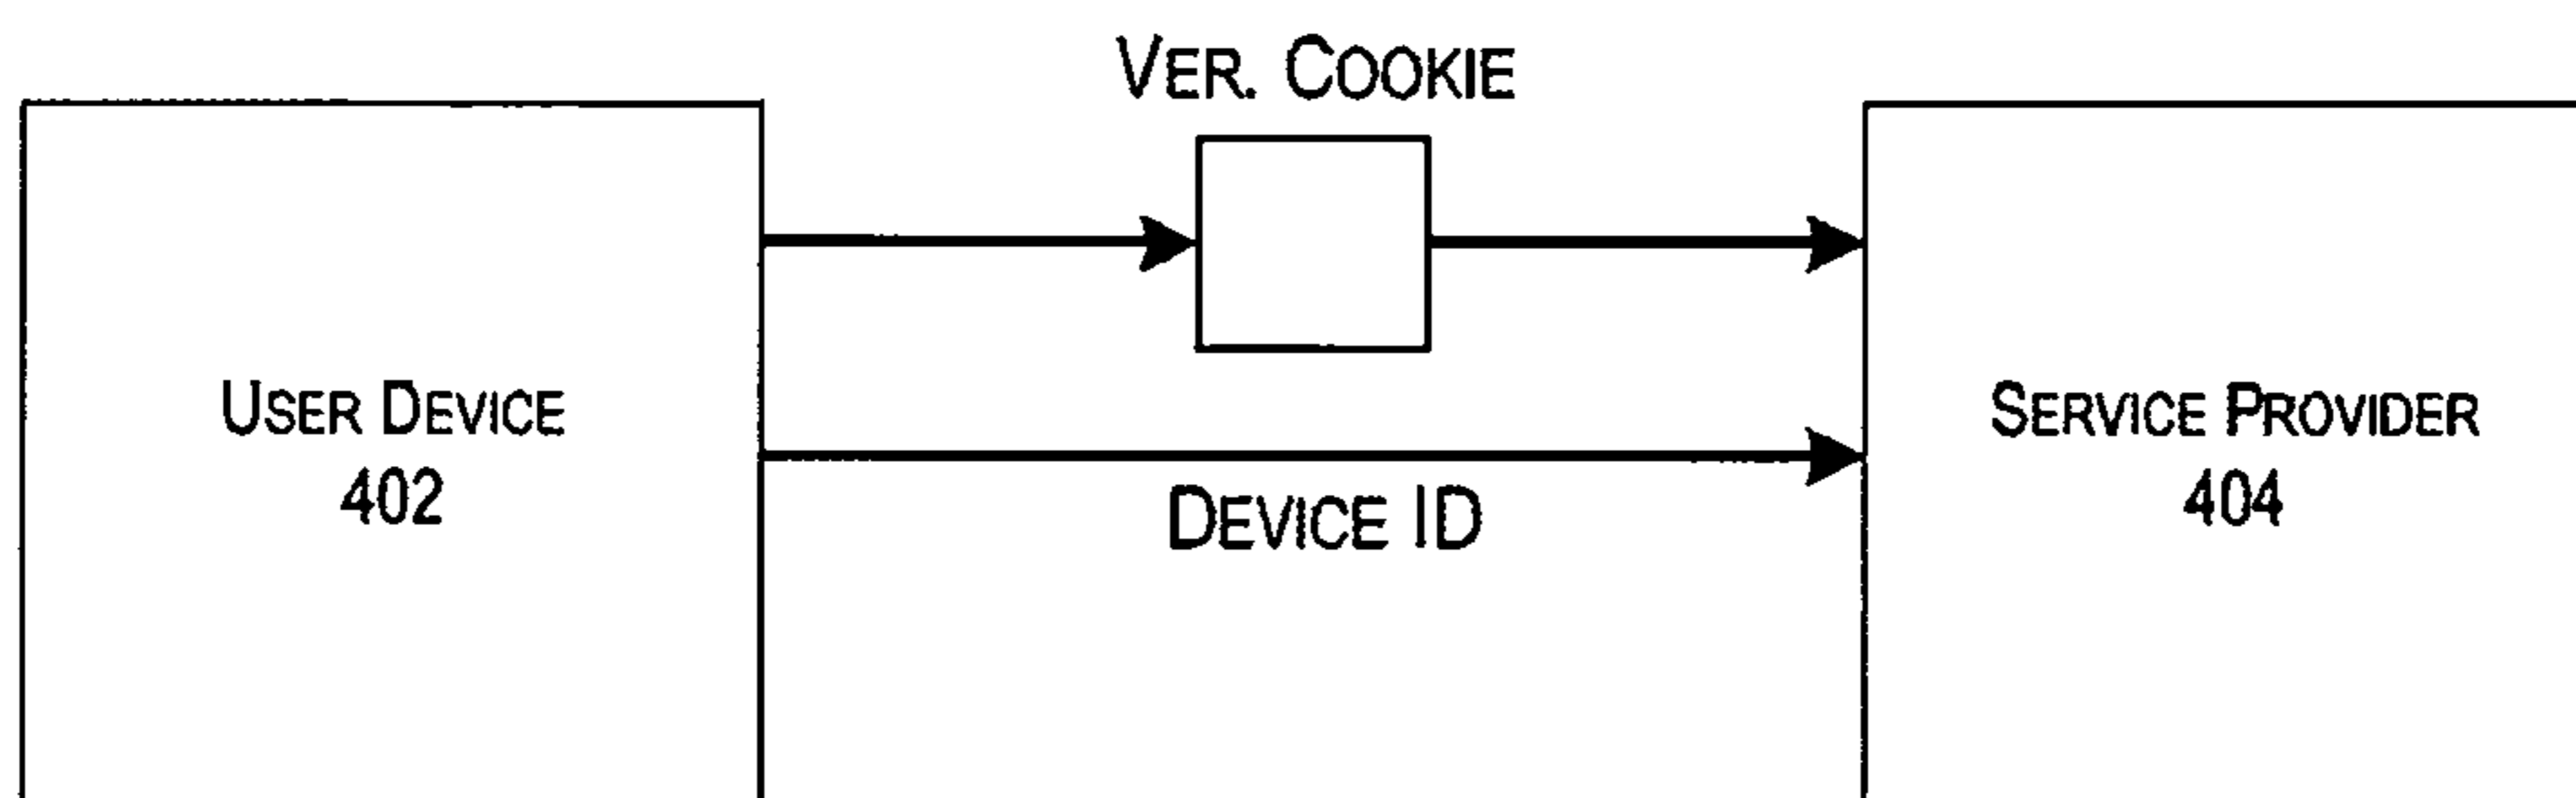 VER. COOKIE
USER DEVICE
402
DEVICE ID
SERVICE PROVIDER
404